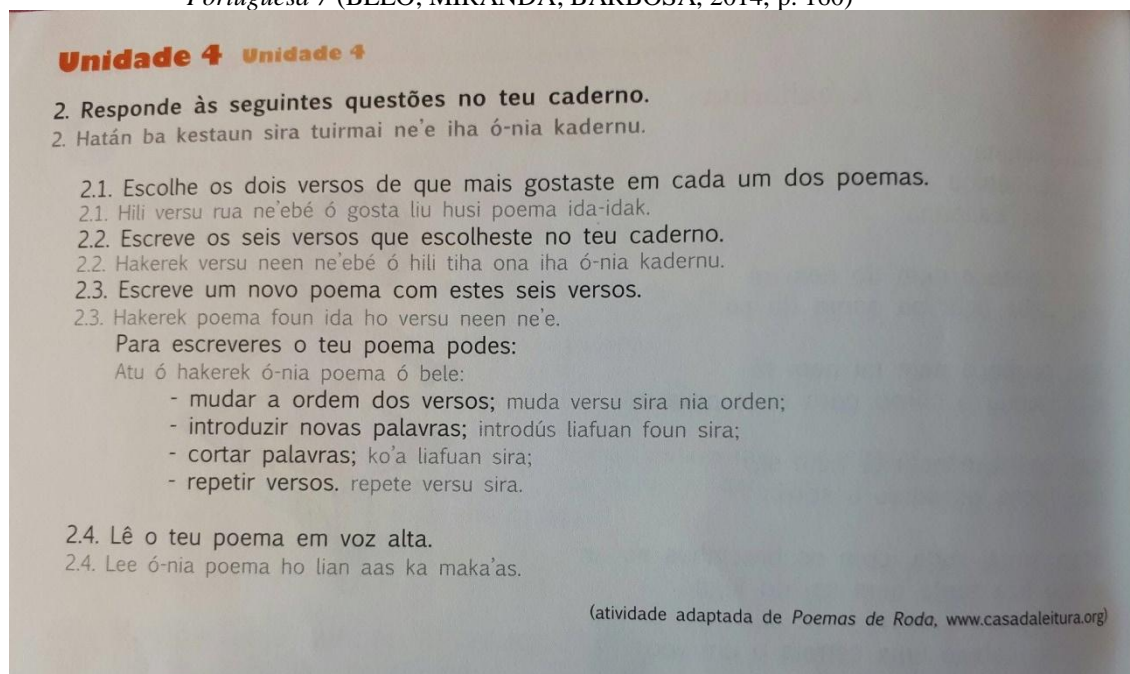 Portuguesa 7 (BELO; MIRANDA; BARBOSA, 2014, p. 160)
Unidade 4 Unidade 4
2. Responde às seguintes questões no teu caderno.
2. Hatán ba kestaun sira tuirmai ne'e iha ó-nia kadernu.
2.1. Escolhe os dois versos de que mais gostaste em cada um dos poemas.
2.1. Hili versu rua ne'ebé ó gosta liu husi poema ida-idak.
2.2. Escreve os seis versos que escolheste no teu caderno.
2.2. Hakerek versu neen ne'ebé ó hili tiha ona iha ó-nia kadernu.
2.3. Escreve um novo poema com estes seis versos.
2.3. Hakerek poema foun ida ho versu neen ne'e.
Para escreveres o teu poema podes:
Atu ó hakerek ó-nia poema ó bele:
- mudar a ordem dos versos; muda versu sira nia orden;
- introduzir novas palavras; introdús liafuan foun sira;
- cortar palavras; ko'a liafuan sira;
- repetir versos. repete versu sira.
2.4. Lê o teu poema em voz alta.
2.4. Lee ó-nia poema ho lian aas ka maka'as.
(atividade adaptada de Poemas de Roda, www.casadaleitura.org)